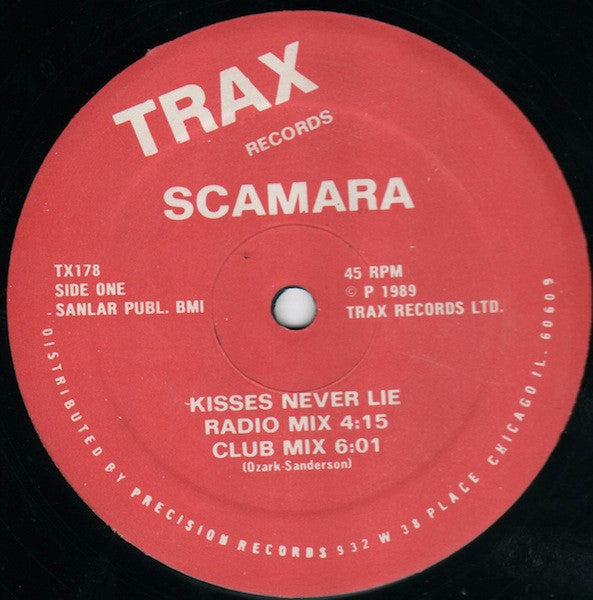 TRAX
RECORDS
SCAMARA
TX178
SIDE ONE
SANLAR PUBL. BMI
45 RPM
© P 1989
TRAX RECORDS LTD.
KISSES NEVER LIE
RADIO MIX 4:15
CLUB MIX 6:01
(Ozark-Sanderson)
DISTRIBUTED BY PRECISION RECORDS 932 W 38 PLACE CHICAGO IL. 60609